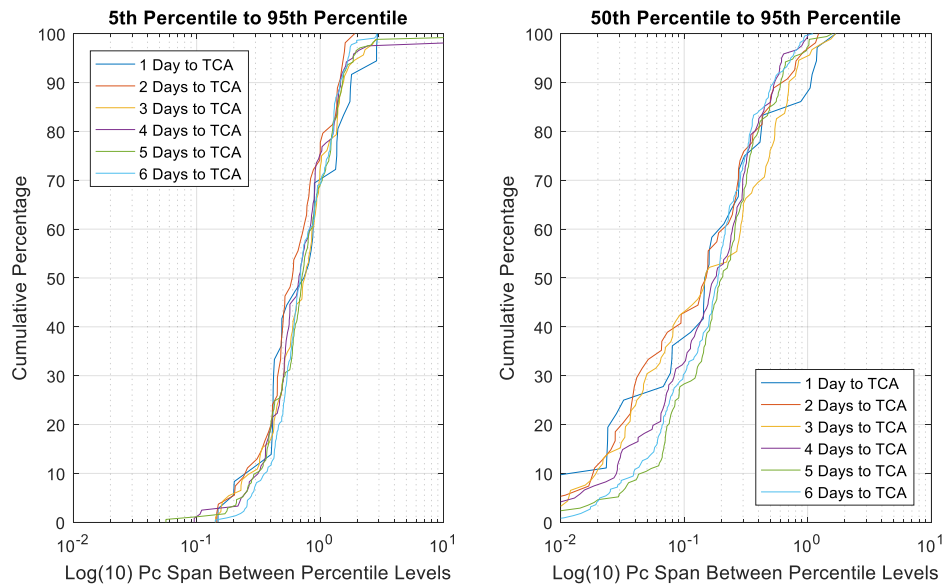 5th Percentile to 95th Percentile
100
90
80
70
60
50
40
30
20
10
0
Cumulative Percentage
1 Day to TCA
2 Days to TCA
3 Days to TCA
4 Days to TCA
5 Days to TCA
6 Days to TCA
10^-2 10^-1 10^0 10^1
Log(10) Pc Span Between Percentile Levels
50th Percentile to 95th Percentile
100
90
80
70
60
50
40
30
20
10
0
Cumulative Percentage
1 Day to TCA
2 Days to TCA
3 Days to TCA
4 Days to TCA
5 Days to TCA
6 Days to TCA
10^-2 10^-1 10^0 10^1
Log(10) Pc Span Between Percentile Levels